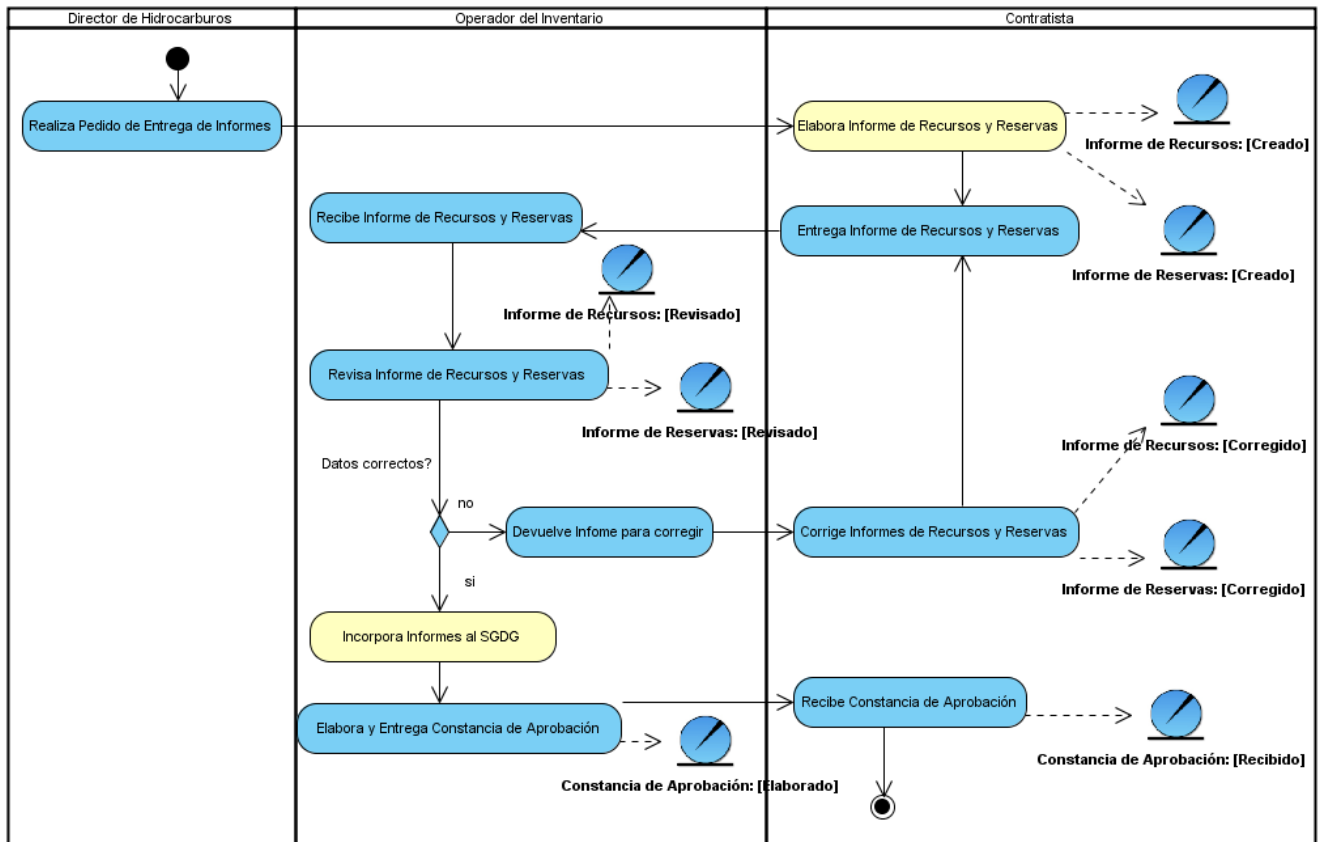 Director de Hidrocarburos
Operador del Inventario
Contratista
Realiza Pedido de Entrega de Informes
Elabora Informe de Recursos y Reservas
Informe de Recursos: [Creado]
Recibe Informe de Recursos y Reservas
Entrega Informe de Recursos y Reservas
Informe de Reservas: [Creado]
Informe de Recursos: [Revisado]
Revisa Informe de Recursos y Reservas
Informe de Reservas: [Revisado]
Informe de Recursos: [Corregido]
Datos correctos?
no
Devuelve Infome para corregir
Corrige Informes de Recursos y Reservas
si
Informe de Reservas: [Corregido]
Incorpora Informes al SGDG
Elabora y Entrega Constancia de Aprobación
Recibe Constancia de Aprobación
Constancia de Aprobación: [Elaborado]
Constancia de Aprobación: [Recibido]